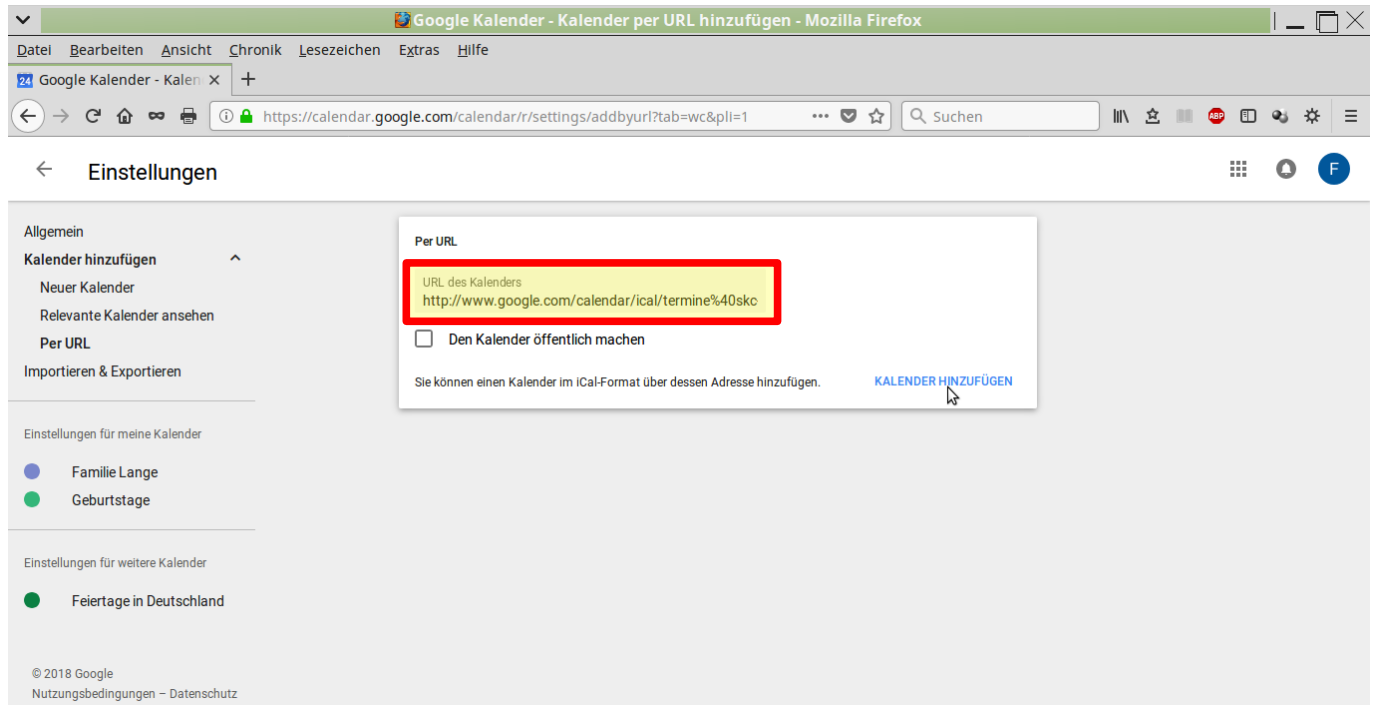 Google Kalender - Kalender per URL hinzufügen - Mozilla Firefox
Datei Bearbeiten Ansicht Chronik Lesezeichen Extras Hilfe
24 Google Kalender - Kalen
https://calendar.google.com/calendar/r/settings/addbyurl?tab=wc&pli=1
Suchen
ABP
Einstellungen
F
Allgemein
Kalender hinzufügen
Neuer Kalender
Relevante Kalender ansehen
Per URL
Importieren & Exportieren
Einstellungen für meine Kalender
Familie Lange
Geburtstage
Einstellungen für weitere Kalender
Feiertage in Deutschland
© 2018 Google
Nutzungsbedingungen – Datenschutz
Per URL
URL des Kalenders
http://www.google.com/calendar/ical/termine%40skc
Den Kalender öffentlich machen
Sie können einen Kalender im iCal-Format über dessen Adresse hinzufügen.
KALENDER HINZUFÜGEN